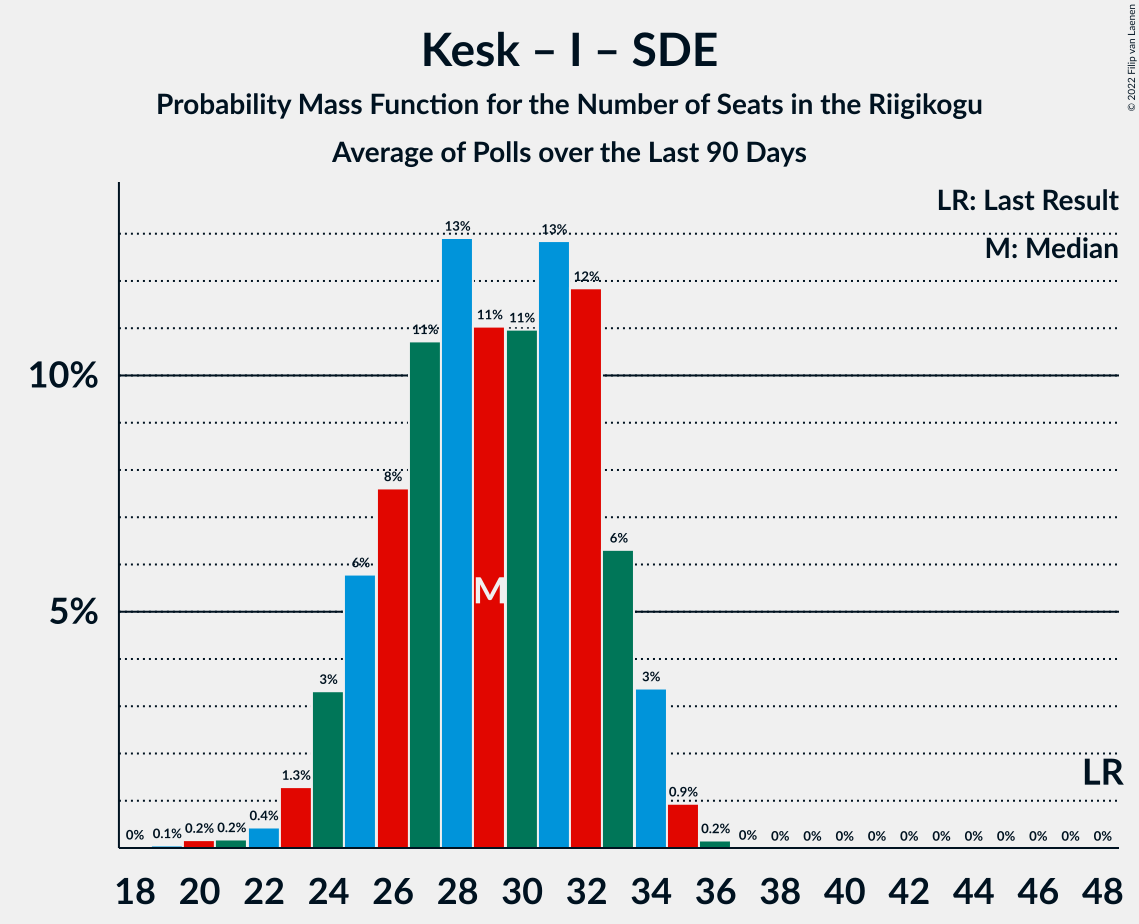 Kesk – I – SDE
Probability Mass Function for the Number of Seats in the Riigikogu
Average of Polls over the Last 90 Days
© 2022 Filip van Laenen
LR: Last Result
M: Median
10%
5%
0% 0.1% 0.2% 0.2% 0.4% 1.3% 3% 6% 8% 11% 13% 11% 11% 13% 12% 6% 3% 0.9% 0.2% 0% 0% 0% 0% 0% 0% 0% 0% 0% 0% 0% 0%
M
LR
18 20 22 24 26 28 30 32 34 36 38 40 42 44 46 48